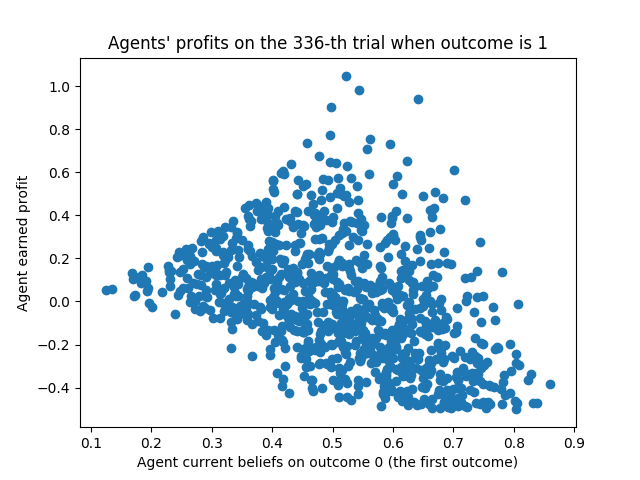 Agents' profits on the 336-th trial when outcome is 1
1.0
0.8
0.6
0.4
0.2
0.0
−0.2
−0.4
Agent earned profit
0.1 0.2 0.3 0.4 0.5 0.6 0.7 0.8 0.9
Agent current beliefs on outcome 0 (the first outcome)